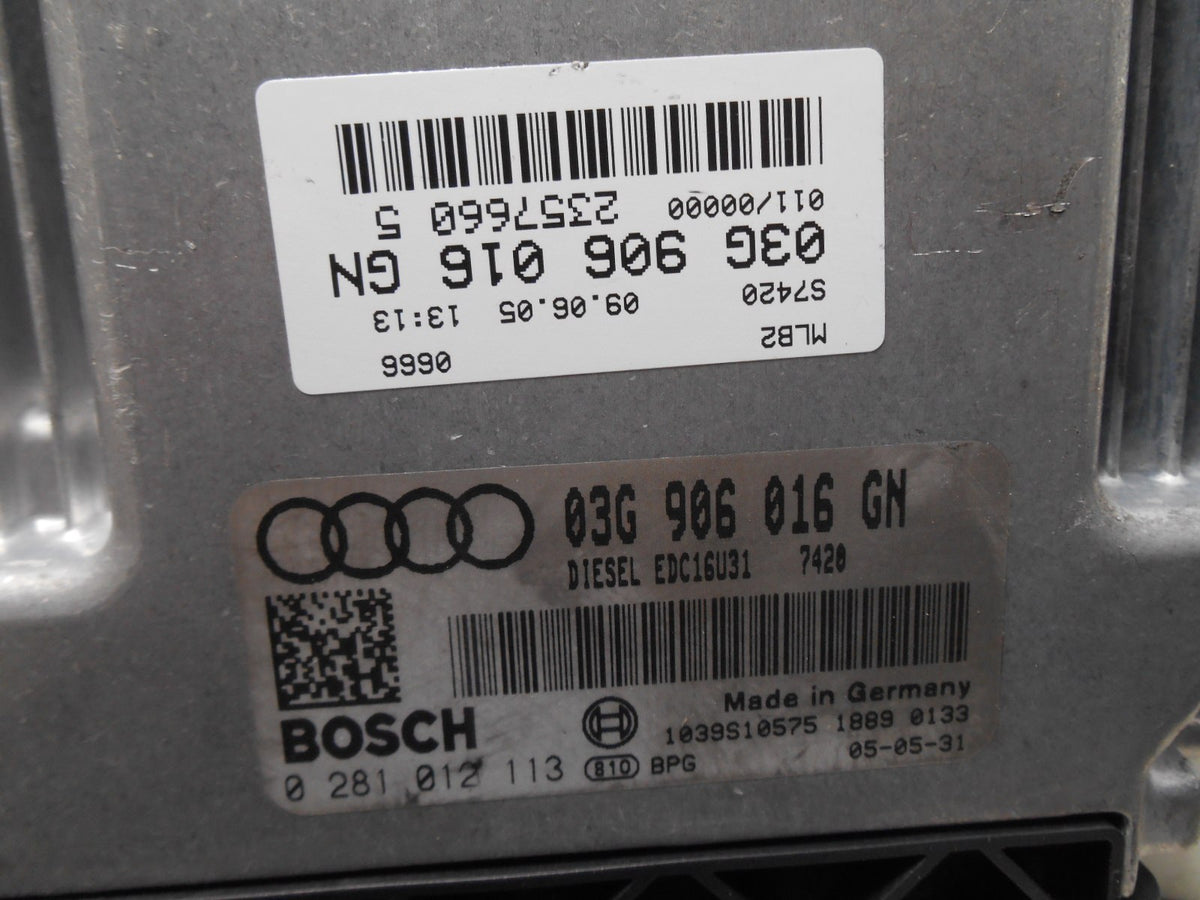 MLB2 0666
S7420 09.06.05 13:13
03G 906 016 GN
011/00000 2357660 5
03G 906 016 GN
DIESEL EDC16U31 7420
Made in Germany
BOSCH 1039S10575 1889 0133
0 281 012 113 810 BPG 05-05-31